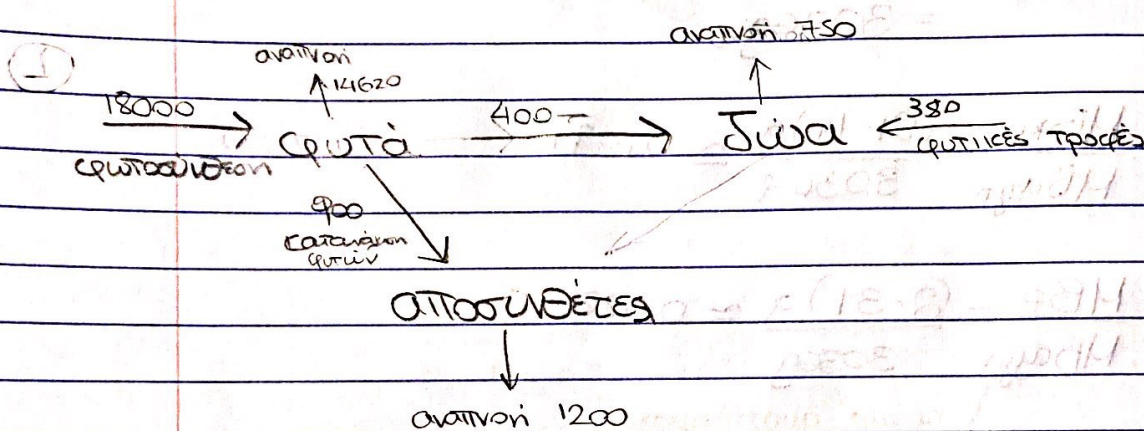 1
αναπνοή 750
αναπνοή
14620
18000
φωτοσύνθεση
φυτά
400
ζώα
380
φυτικές τροφές
900
κατανάλωση
φυτών
αποσυνθέτες
αναπνοή 1200